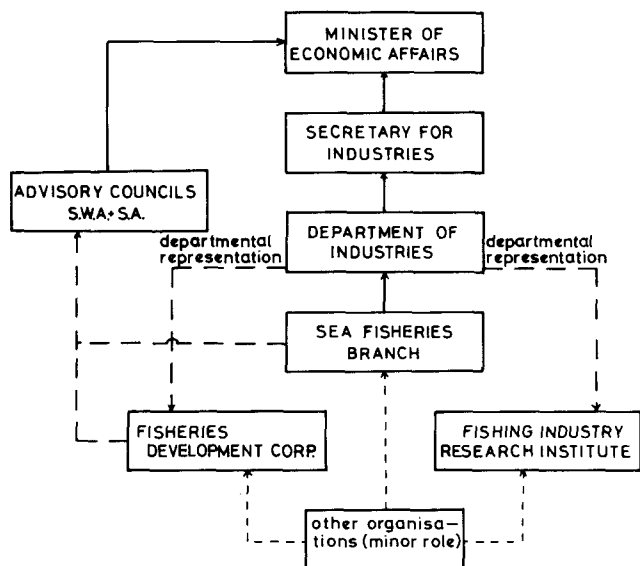 MINISTER OF
ECONOMIC AFFAIRS
SECRETARY FOR
INDUSTRIES
ADVISORY COUNCILS
S.W.A.+ S.A.
departmental
representation
DEPARTMENT OF
INDUSTRIES
departmental
representation
SEA FISHERIES
BRANCH
FISHERIES
DEVELOPMENT CORP.
FISHING INDUSTRY
RESEARCH INSTITUTE
other organisa-
tions (minor role)